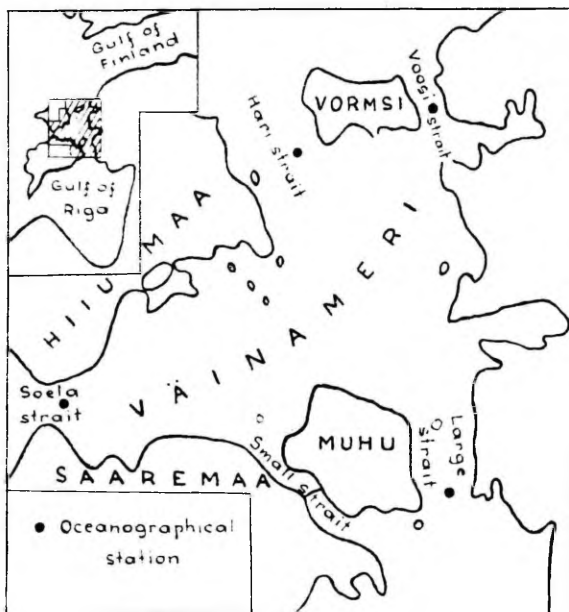 Gulf of
Finland
Gulf of
Riga
VORMSI
Voosi
strait
Hari strait
HIIUMAA
VÄINAMERI
Soela
strait
MUHU
Large
strait
Small strait
SAAREMAA
● Oceanographical
station